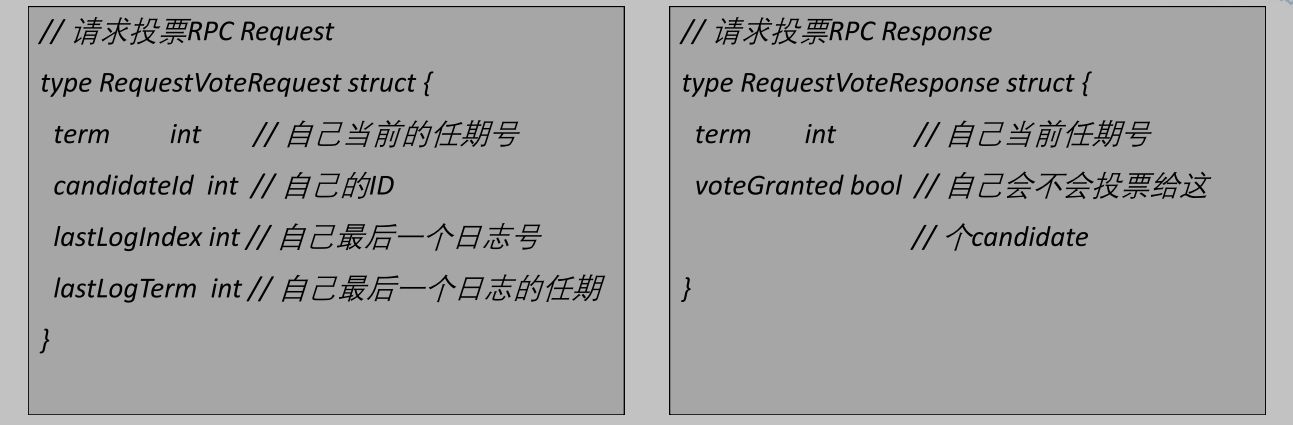 // 请求投票RPC Request
type RequestVoteRequest struct {
term int // 自己当前的任期号
candidateId int // 自己的ID
lastLogIndex int // 自己最后一个日志号
lastLogTerm int // 自己最后一个日志的任期
}
// 请求投票RPC Response
type RequestVoteResponse struct {
term int // 自己当前任期号
voteGranted bool // 自己会不会投票给这
// 个candidate
}